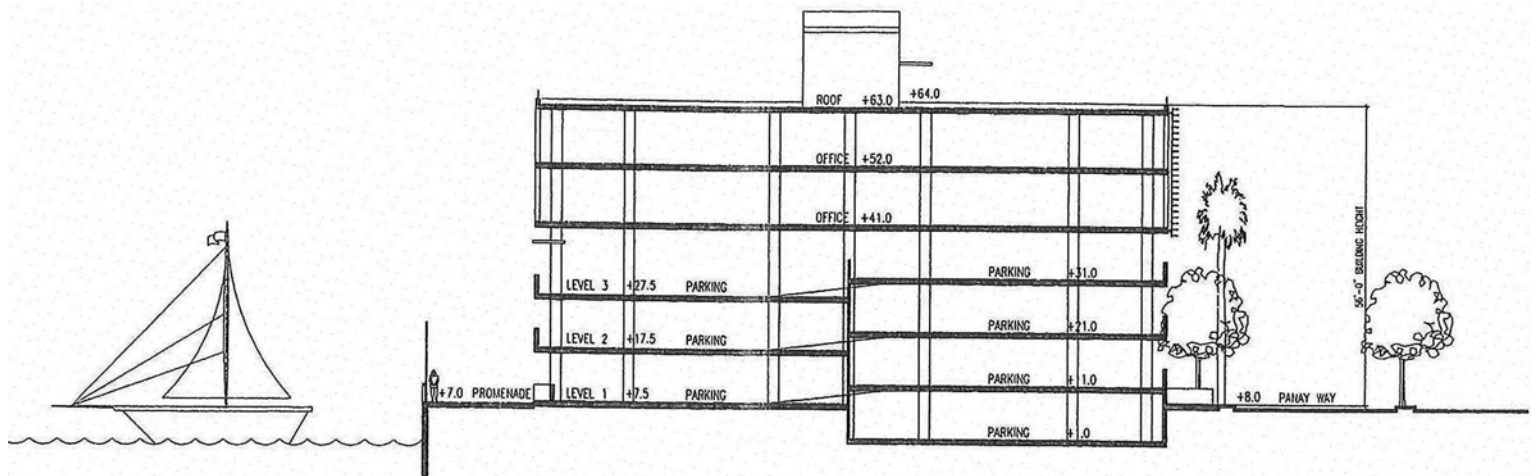 ROOF +63.0 +64.0
OFFICE +52.0
OFFICE +41.0
PARKING +31.0
LEVEL 3 +27.5 PARKING
PARKING +21.0
LEVEL 2 +17.5 PARKING
PARKING +11.0
+7.0 PROMENADE LEVEL 1 +7.5 PARKING
+8.0 PANAY WAY
PARKING +1.0
56'-0" BUILDING HEIGHT